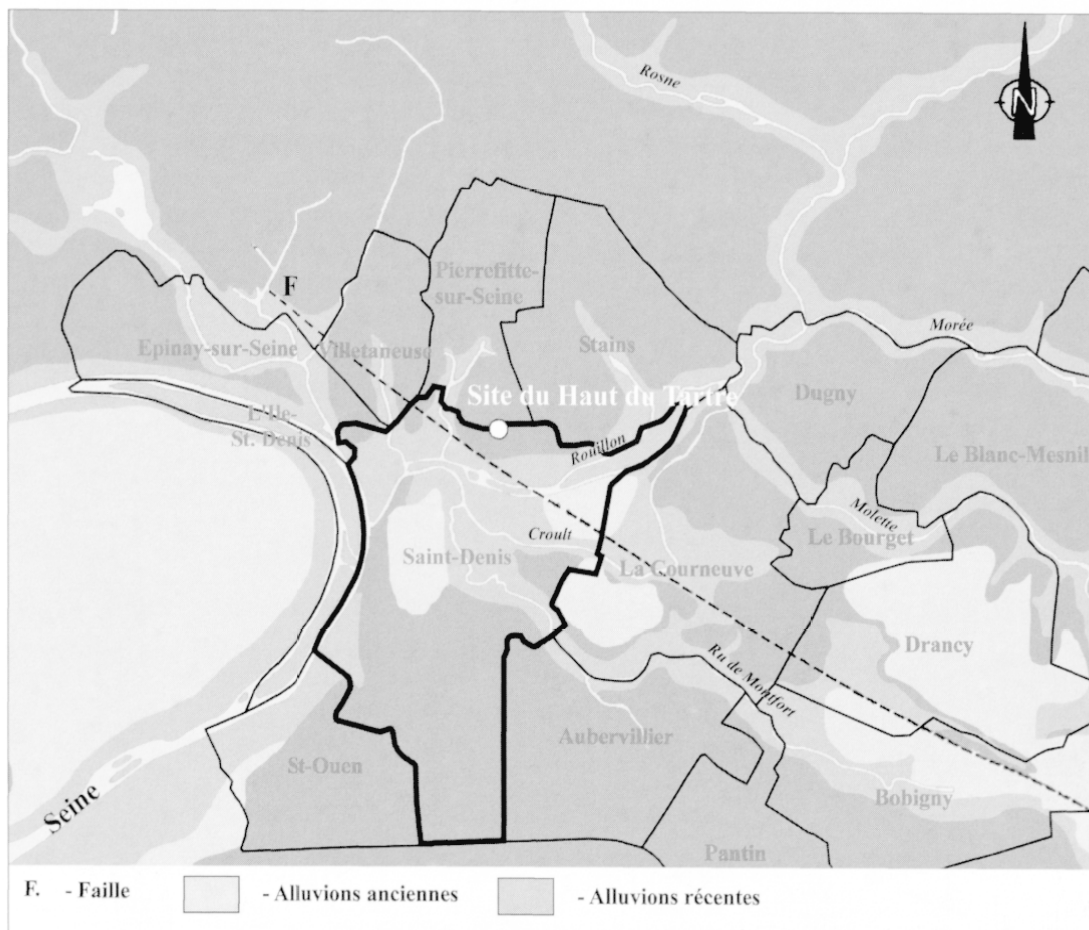 Rosne
N
F
Pierrefitte-
sur-Seine
Morée
Epinay-sur-Seine
Villetaneuse
Stains
Site du Haut du Tartre
Dugny
L'Ile-
St. Denis
Rouillon
Le Blanc-Mesnil
Molette
Croult
Le Bourget
Saint-Denis
La Courneuve
Drancy
Ru de Montfort
Aubervillier
St-Ouen
Seine
Bobigny
Pantin
F. - Faille
- Alluvions anciennes
- Alluvions récentes